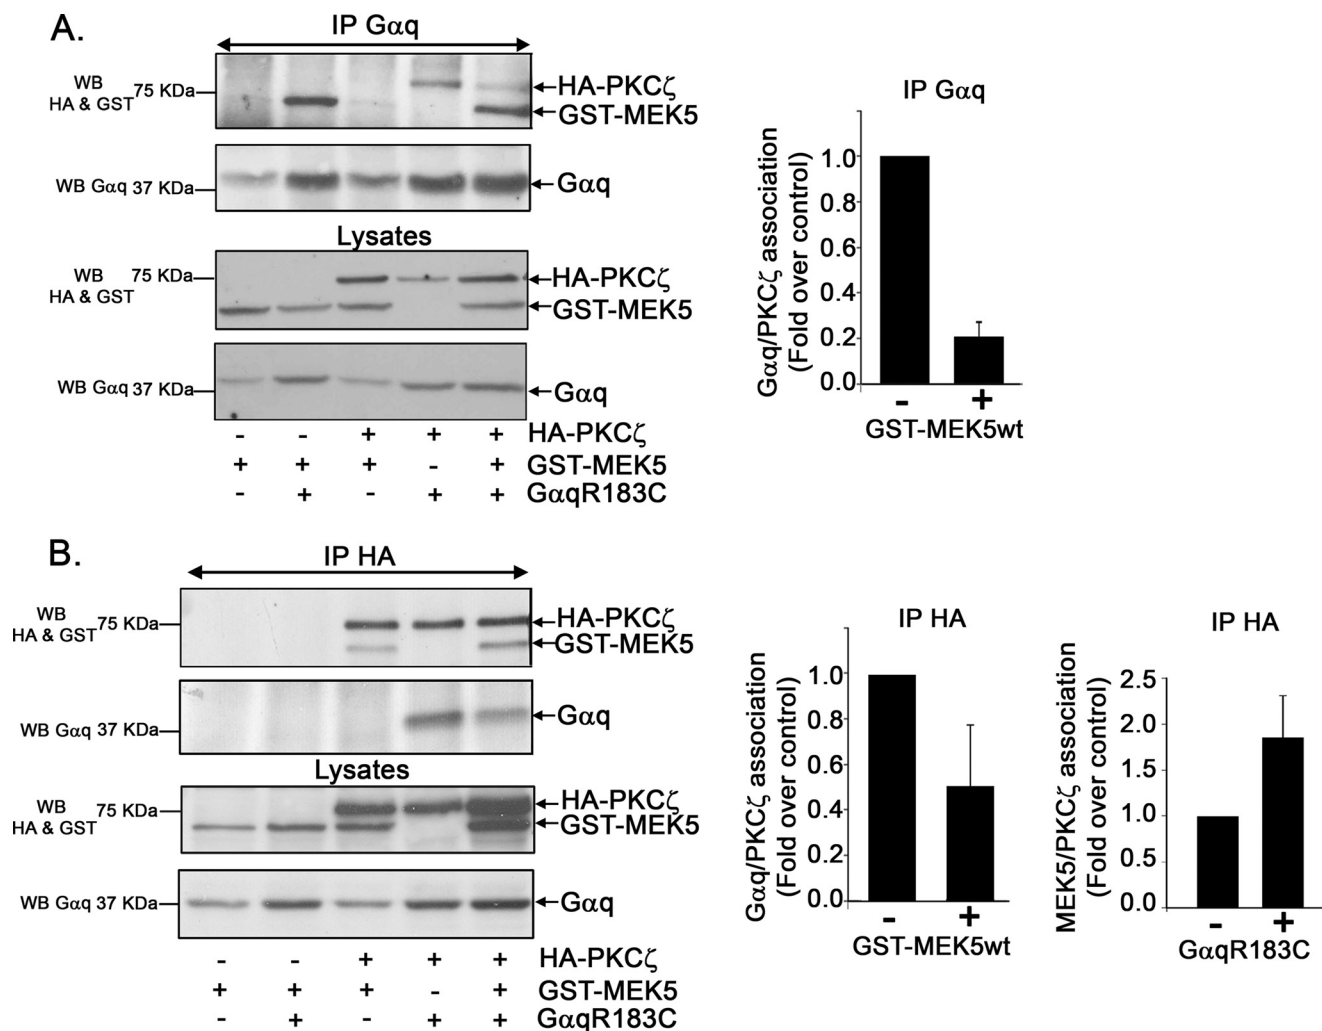 A.
IP Gαq
WB
HA & GST
75 KDa
HA-PKCζ
GST-MEK5
WB Gαq 37 KDa
Gαq
Lysates
WB
HA & GST
75 KDa
HA-PKCζ
GST-MEK5
WB Gαq 37 KDa
Gαq
- - + + + HA-PKCζ
+ + + - + GST-MEK5
- + - + + GαqR183C
IP Gαq
Gαq/PKCζ association
(Fold over control)
1.0
0.8
0.6
0.4
0.2
0.0
- +
GST-MEK5wt
B.
IP HA
WB
HA & GST
75 KDa
HA-PKCζ
GST-MEK5
WB Gαq 37 KDa
Gαq
Lysates
WB
HA & GST
75 KDa
HA-PKCζ
GST-MEK5
WB Gαq 37 KDa
Gαq
- - + + + HA-PKCζ
+ + + - + GST-MEK5
- + - + + GαqR183C
IP HA
Gαq/PKCζ association
(Fold over control)
1.0
0.8
0.6
0.4
0.2
0.0
- +
GST-MEK5wt
IP HA
MEK5/PKCζ association
(Fold over control)
2.5
2.0
1.5
1.0
0.5
0.0
- +
GαqR183C